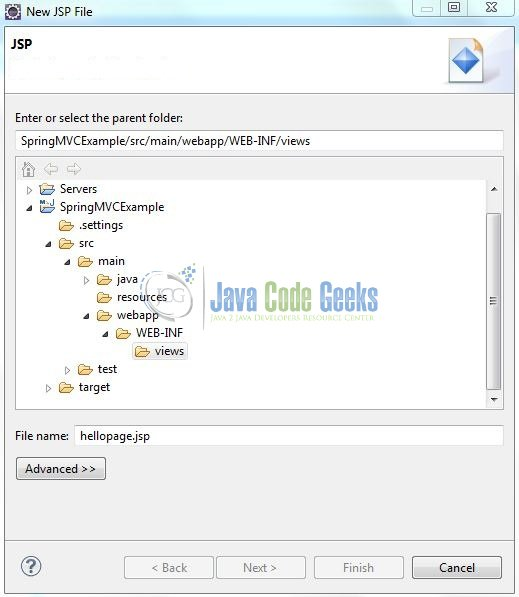 New JSP File
JSP
Enter or select the parent folder:
SpringMVCExample/src/main/webapp/WEB-INF/views
Servers
SpringMVCExample
.settings
src
main
java
resources
webapp
WEB-INF
views
test
target
Java Code Geeks
Java 2 Java Developers Resource Center
File name: hellopage.jsp
Advanced >>
< Back Next > Finish Cancel